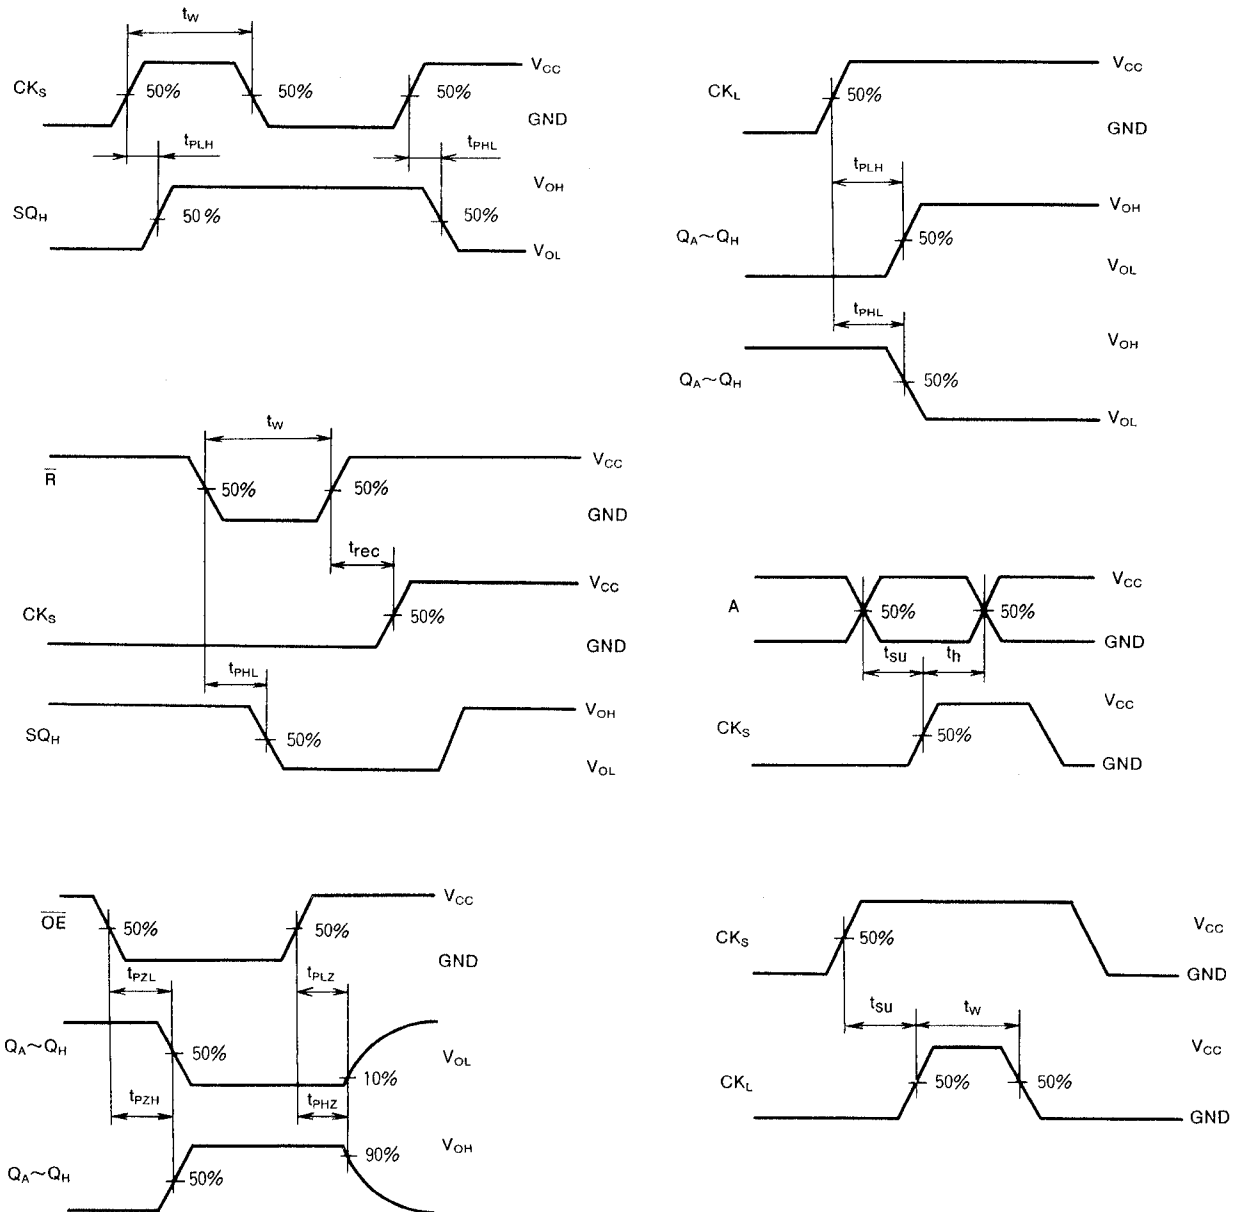 tW
CKS 50% 50% 50% VCC
GND
tPLH tPHL
VOH
SQH 50% 50%
VOL
VCC
CKL 50%
GND
tPLH
VOH
QA~QH 50%
VOL
tPHL
VOH
QA~QH 50%
VOL
tW
R̅ 50% 50% VCC
GND
trec
VCC
CKS 50%
GND
tPHL
VOH
SQH 50%
VOL
VCC
A 50% 50%
GND
tsu th
VCC
CKS 50%
GND
VCC
O̅E̅ 50% 50%
GND
tPZL tPLZ
QA~QH 50% VOL
10%
tPZH tPHZ
VOH
90%
QA~QH 50%
VCC
CKS 50%
GND
tsu tW
VCC
CKL 50% 50%
GND